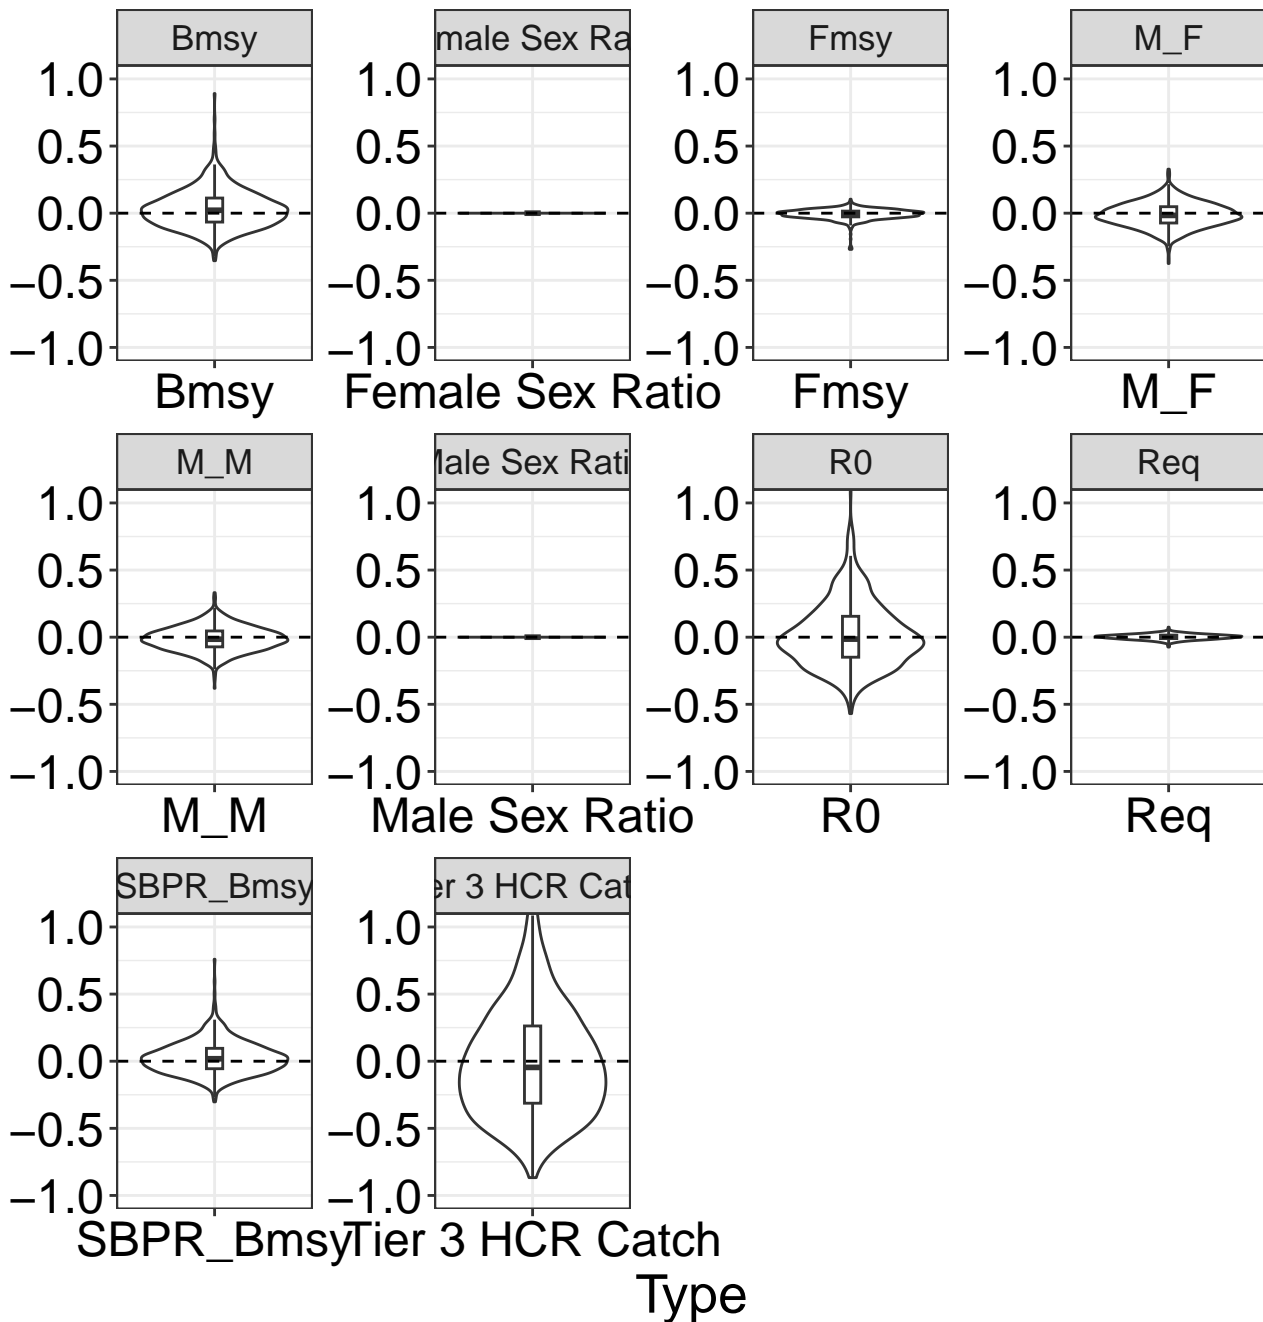 Bmsy
male Sex Ra
Fmsy
M_F
1.0
0.5
0.0
−0.5
−1.0
1.0
0.5
0.0
−0.5
−1.0
1.0
0.5
0.0
−0.5
−1.0
1.0
0.5
0.0
−0.5
−1.0
Bmsy
Female Sex Ratio
Fmsy
M_F
M_M
Male Sex Rati
R0
Req
1.0
0.5
0.0
−0.5
−1.0
1.0
0.5
0.0
−0.5
−1.0
1.0
0.5
0.0
−0.5
−1.0
1.0
0.5
0.0
−0.5
−1.0
M_M
Male Sex Ratio
R0
Req
SBPR_Bmsy
er 3 HCR Cat
1.0
0.5
0.0
−0.5
−1.0
1.0
0.5
0.0
−0.5
−1.0
SBPR_Bmsy
Tier 3 HCR Catch
Type